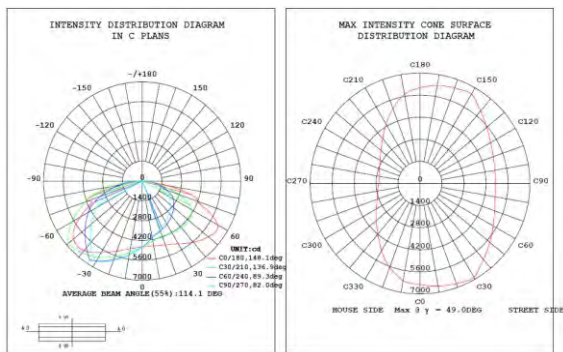 INTENSITY DISTRIBUTION DIAGRAM
IN C PLANS
-/+180
-150 150
-120 120
-90 0 90
1400
2800
4200
5600
7000
-60 60
-30 0 30
UNIT:cd
C0/180,148.1deg
C30/210,136.9deg
C60/240,89.3deg
C90/270,82.0deg
AVERAGE BEAM ANGLE(55%):114.1 DEG
MAX INTENSITY CONE SURFACE
DISTRIBUTION DIAGRAM
C180
C210 C150
C240 C120
C270 0 C90
1400
2800
4200
5600
7000
C300 C60
C330 C0 C30
HOUSE SIDE Max @ γ = 49.0DEG STREET SIDE